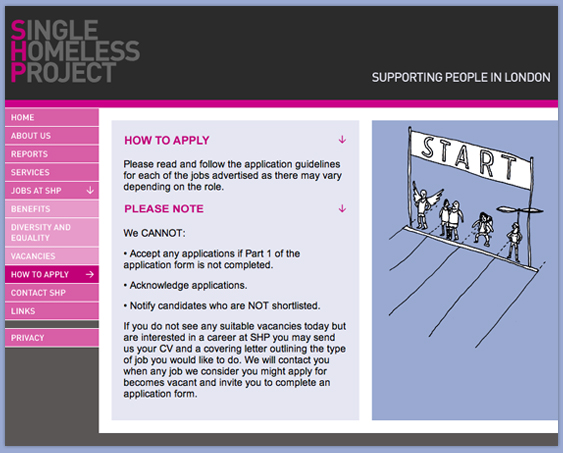 SINGLE
HOMELESS
PROJECT
SUPPORTING PEOPLE IN LONDON
HOME
ABOUT US
REPORTS
SERVICES
JOBS AT SHP
BENEFITS
DIVERSITY AND
EQUALITY
VACANCIES
HOW TO APPLY
CONTACT SHP
LINKS
PRIVACY
HOW TO APPLY
Please read and follow the application guidelines
for each of the jobs advertised as there may vary
depending on the role.
PLEASE NOTE
We CANNOT:
• Accept any applications if Part 1 of the
application form is not completed.
• Acknowledge applications.
• Notify candidates who are NOT shortlisted.
If you do not see any suitable vacancies today but
are interested in a career at SHP you may send
us your CV and a covering letter outlining the type
of job you would like to do. We will contact you
when any job we consider you might apply for
becomes vacant and invite you to complete an
application form.
START